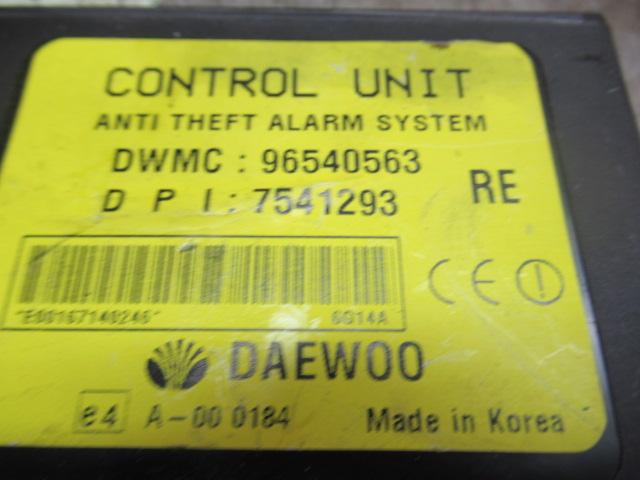 CONTROL UNIT
ANTI THEFT ALARM SYSTEM
DWMC : 96540563
D P I : 7541293
RE
"E00167140246" 6G14A
CE
DAEWOO
e4 A-00 0184 Made in Korea